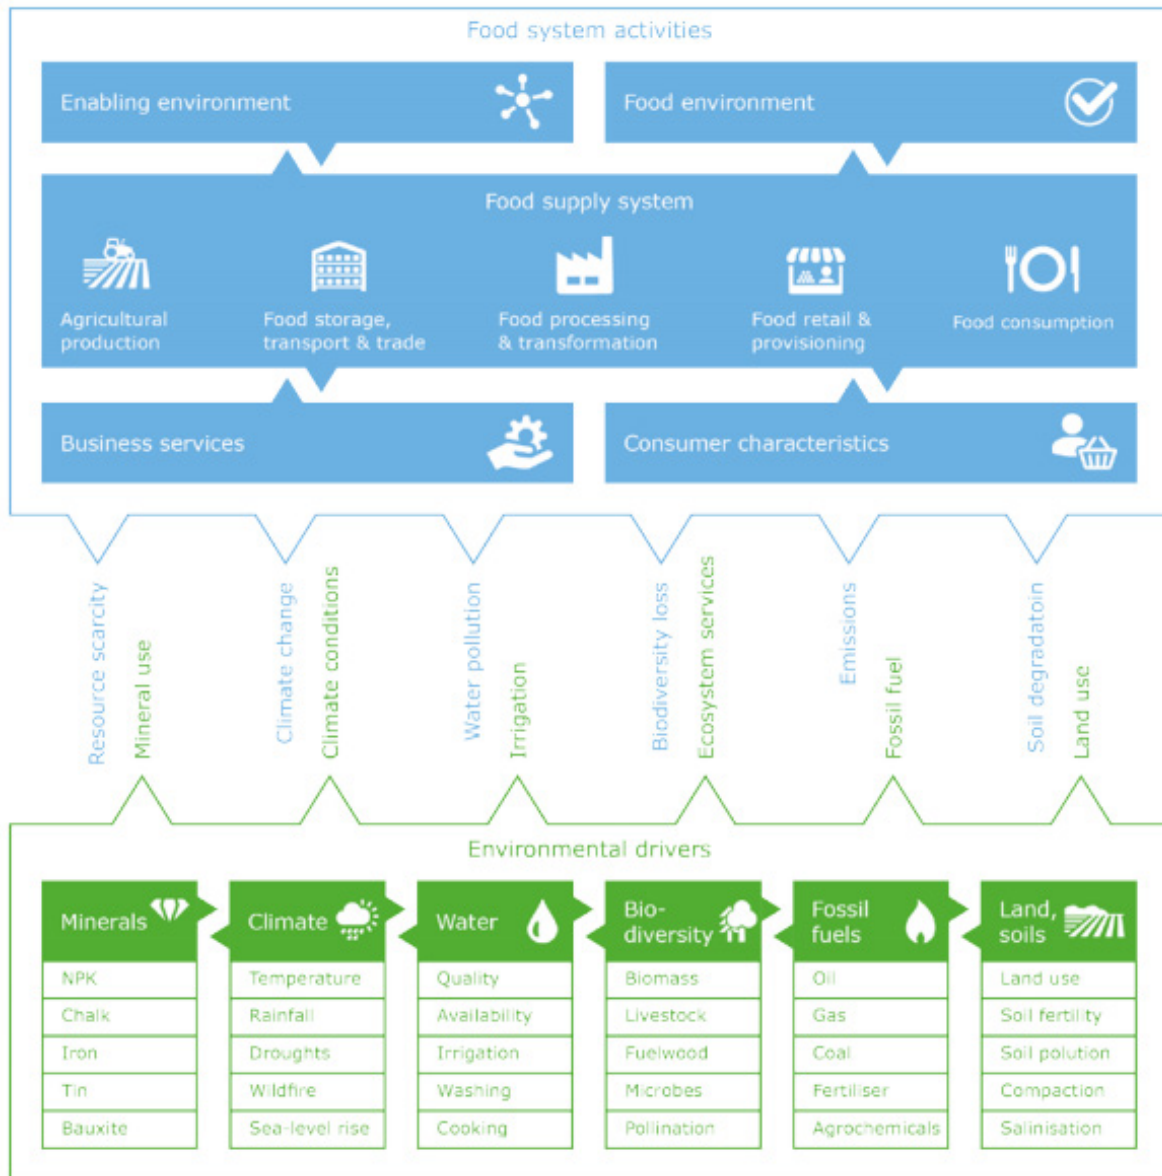 Food system activities
Enabling environment
Food environment
Food supply system
Agricultural
production
Food storage,
transport & trade
Food processing
& transformation
Food retail &
provisioning
Food consumption
Business services
Consumer characteristics
Resource scarcity
Mineral use
Climate change
Climate conditions
Water pollution
Irrigation
Biodiversity loss
Ecosystem services
Emissions
Fossil fuel
Soil degradatoin
Land use
Environmental drivers
Minerals
NPK
Chalk
Iron
Tin
Bauxite
Climate
Temperature
Rainfall
Droughts
Wildfire
Sea-level rise
Water
Quality
Availability
Irrigation
Washing
Cooking
Bio-
diversity
Biomass
Livestock
Fuelwood
Microbes
Pollination
Fossil
fuels
Oil
Gas
Coal
Fertiliser
Agrochemicals
Land,
soils
Land use
Soil fertility
Soil polution
Compaction
Salinisation